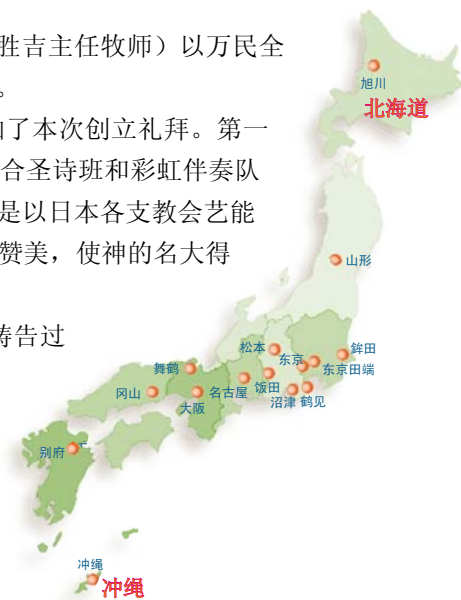 胜吉主任牧师）以万民全
。
了本次创立礼拜。第一
合圣诗班和彩虹伴奏队
是以日本各支教会艺能
赞美，使神的名大得
告过
旭川
北海道
山形
松本
东京
鉾田
东京田端
舞鹤
名古屋
饭田
冈山
大阪
沼津
鹤见
别府
冲绳
冲绳